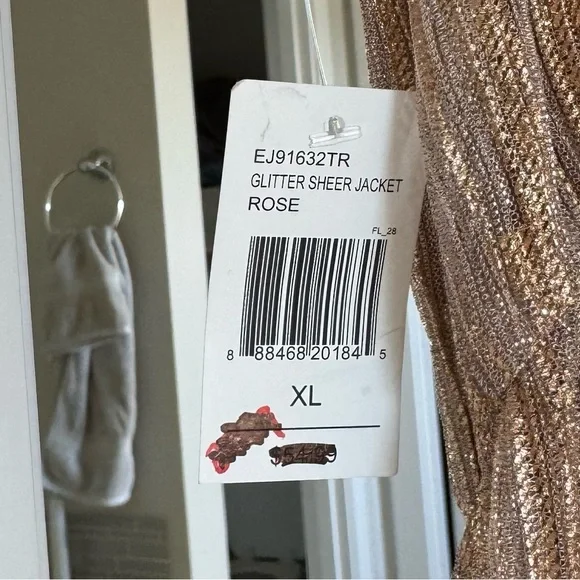 EJ91632TR
GLITTER SHEER JACKET
ROSE
FL_28
8 88468 20184 5
XL